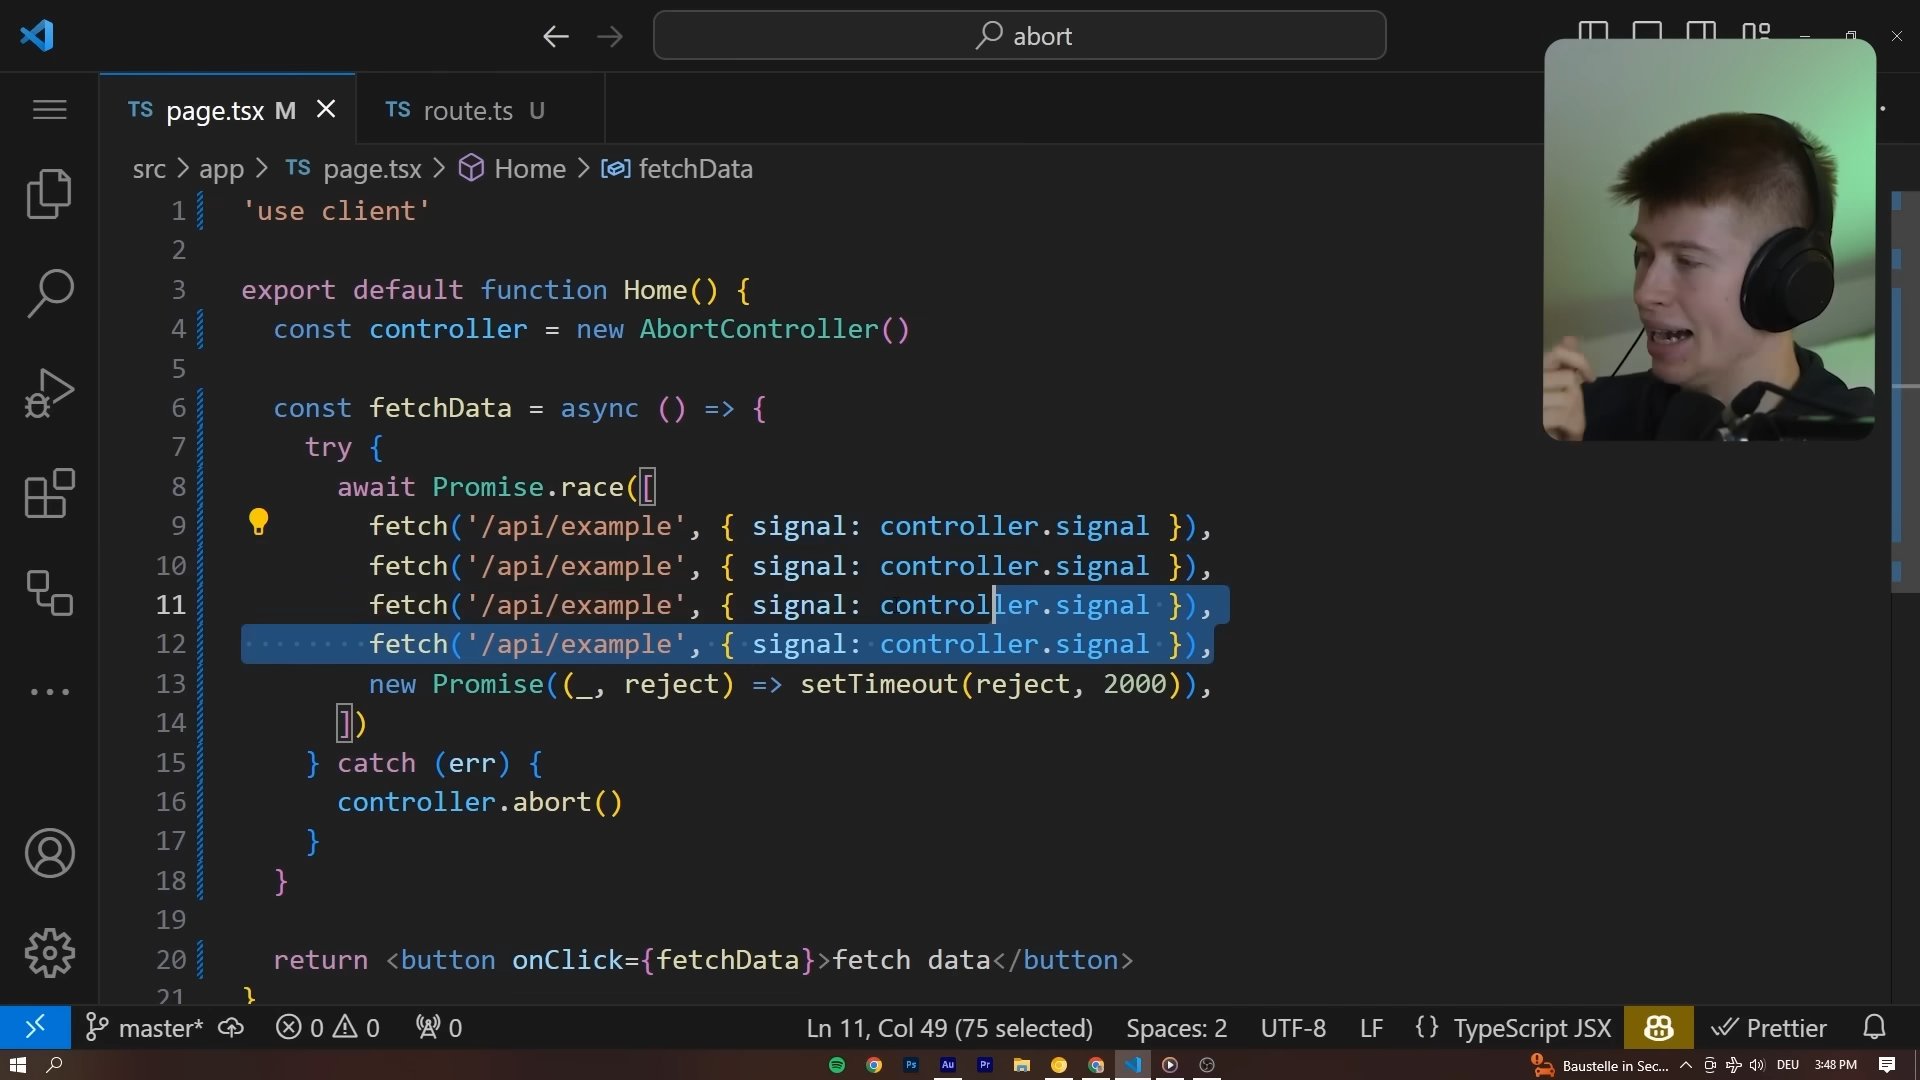 abort
TS page.tsx M
TS route.ts U
src > app > TS page.tsx > Home > fetchData
1 'use client'
2
3 export default function Home() {
4 const controller = new AbortController()
5
6 const fetchData = async () => {
7 try {
8 await Promise.race([
9 fetch('/api/example', { signal: controller.signal }),
10 fetch('/api/example', { signal: controller.signal }),
11 fetch('/api/example', { signal: controller.signal }),
12 fetch('/api/example', { signal: controller.signal }),
13 new Promise((_, reject) => setTimeout(reject, 2000)),
14 ])
15 } catch (err) {
16 controller.abort()
17 }
18 }
19
20 return <button onClick={fetchData}>fetch data</button>
21 }
master* 0 0 0 Ln 11, Col 49 (75 selected) Spaces: 2 UTF-8 LF {} TypeScript JSX Prettier
Ps Au Pr Baustelle in Sec... DEU 3:48 PM